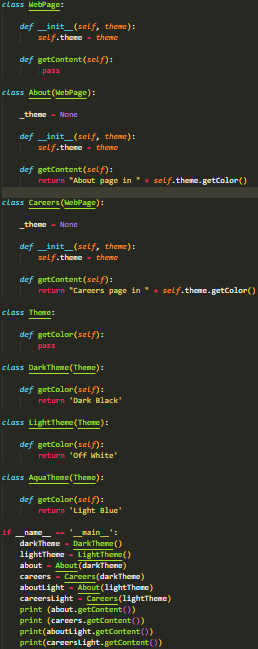 class WebPage:
    def __init__(self, theme):
        self.theme = theme
    def getContent(self):
        pass
class About(WebPage):
    _theme = None
    def __init__(self, theme):
        self.theme = theme
    def getContent(self):
        return "About page in " + self.theme.getColor()
class Careers(WebPage):
    _theme = None
    def __init__(self, theme):
        self.theme = theme
    def getContent(self):
        return "Careers page in " + self.theme.getColor()
class Theme:
    def getColor(self):
        pass
class DarkTheme(Theme):
    def getColor(self):
        return 'Dark Black'
class LightTheme(Theme):
    def getColor(self):
        return 'Off White'
class AquaTheme(Theme):
    def getColor(self):
        return 'Light Blue'
if __name__ == '__main__':
    darkTheme = DarkTheme()
    lightTheme = LightTheme()
    about = About(darkTheme)
    careers = Careers(darkTheme)
    aboutLight = About(lightTheme)
    careersLight = Careers(lightTheme)
    print (about.getContent())
    print (careers.getContent())
    print(aboutLight.getContent())
    print(careersLight.getContent())